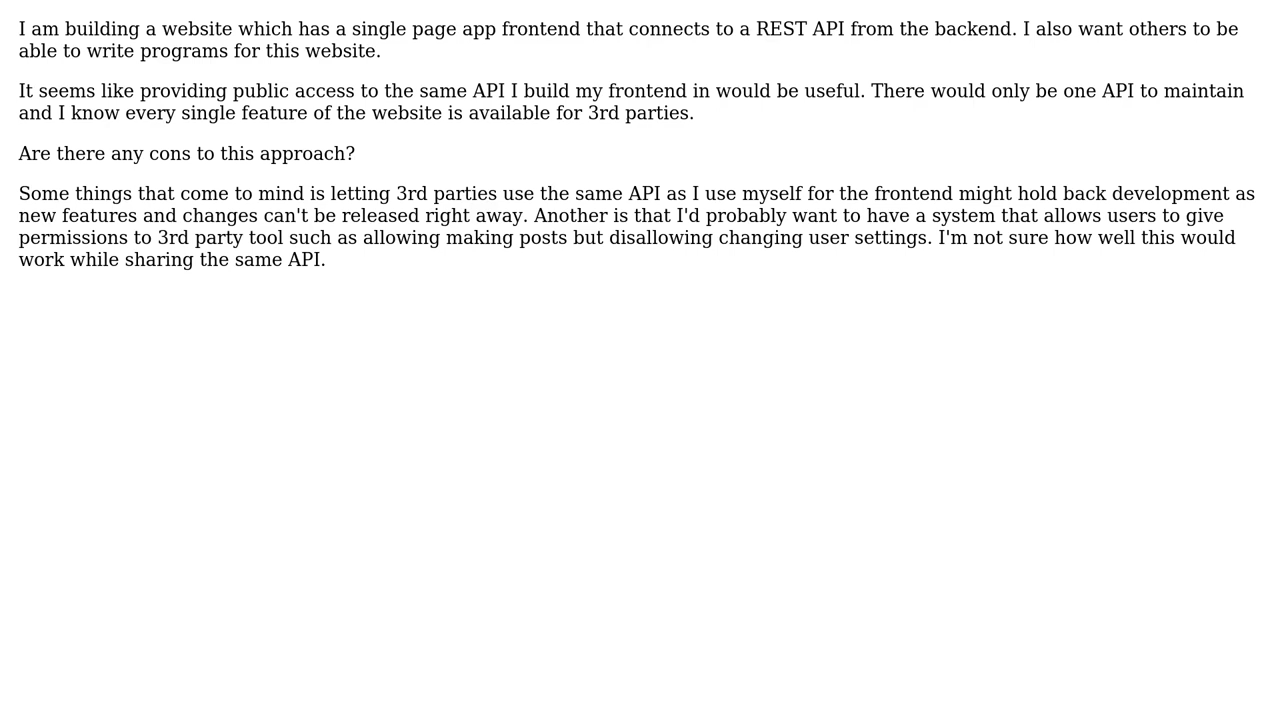 I am building a website which has a single page app frontend that connects to a REST API from the backend. I also want others to be
able to write programs for this website.
It seems like providing public access to the same API I build my frontend in would be useful. There would only be one API to maintain
and I know every single feature of the website is available for 3rd parties.
Are there any cons to this approach?
Some things that come to mind is letting 3rd parties use the same API as I use myself for the frontend might hold back development as
new features and changes can't be released right away. Another is that I'd probably want to have a system that allows users to give
permissions to 3rd party tool such as allowing making posts but disallowing changing user settings. I'm not sure how well this would
work while sharing the same API.